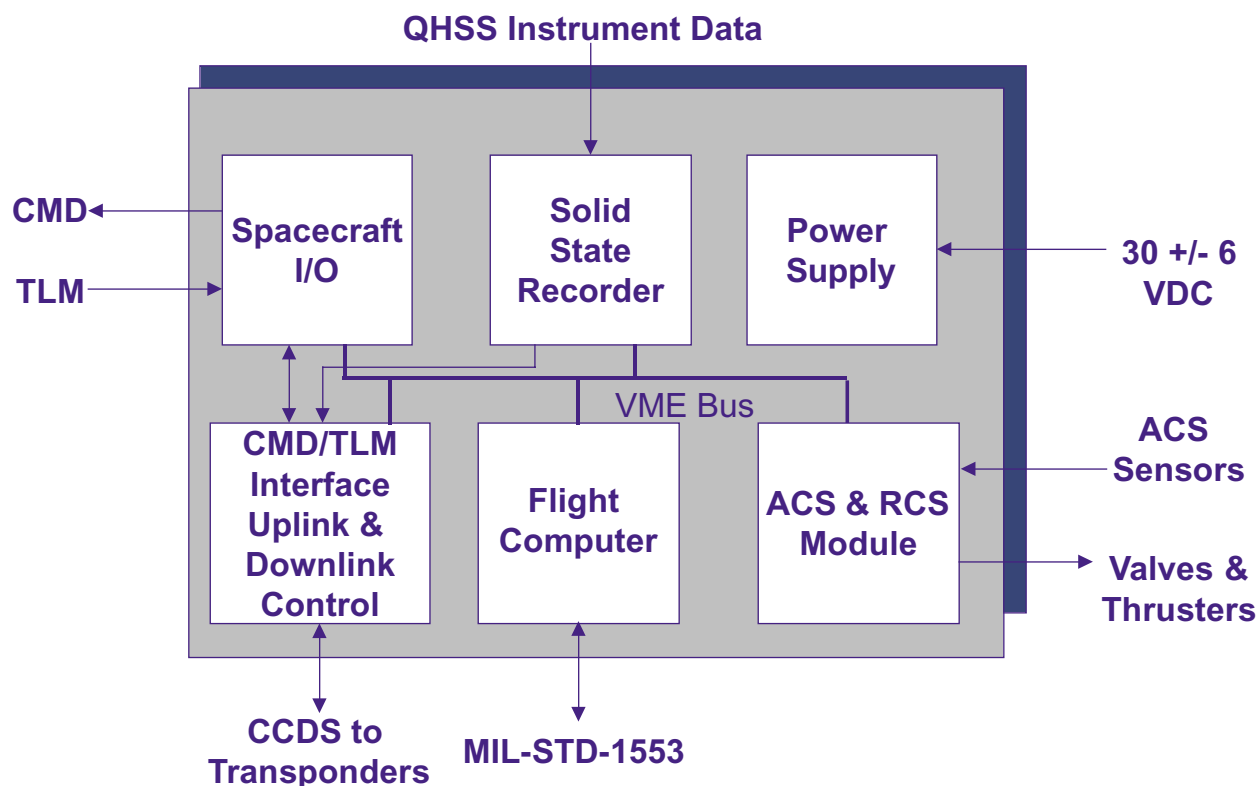 QHSS Instrument Data
CMD
TLM
Spacecraft
I/O
Solid
State
Recorder
Power
Supply
30 +/- 6
VDC
VME Bus
CMD/TLM
Interface
Uplink &
Downlink
Control
Flight
Computer
ACS & RCS
Module
ACS
Sensors
Valves &
Thrusters
CCDS to
Transponders
MIL-STD-1553